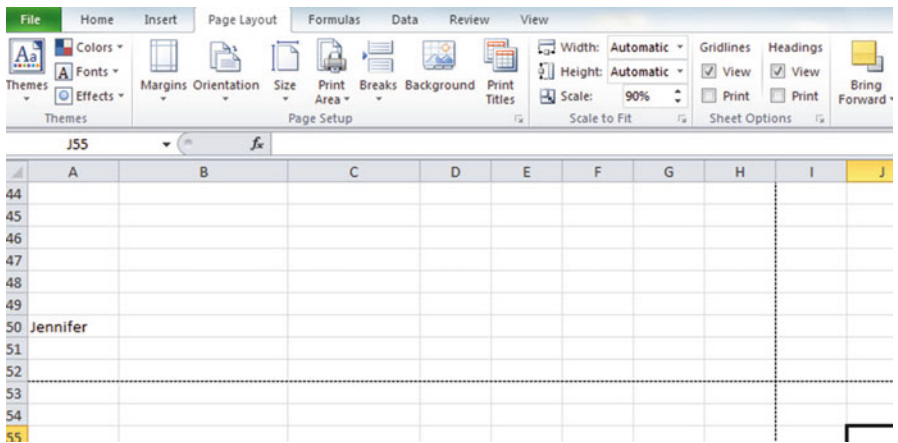 File Home Insert Page Layout Formulas Data Review View
Colors
Fonts
Effects
Themes
Themes
Margins Orientation Size Print Area Breaks Background Print Titles
Page Setup
Width: Automatic
Height: Automatic
Scale: 90%
Scale to Fit
Gridlines Headings
View View
Print Print
Sheet Options
Bring Forward
J55 fx
A B C D E F G H I J
44
45
46
47
48
49
50 Jennifer
51
52
53
54
55